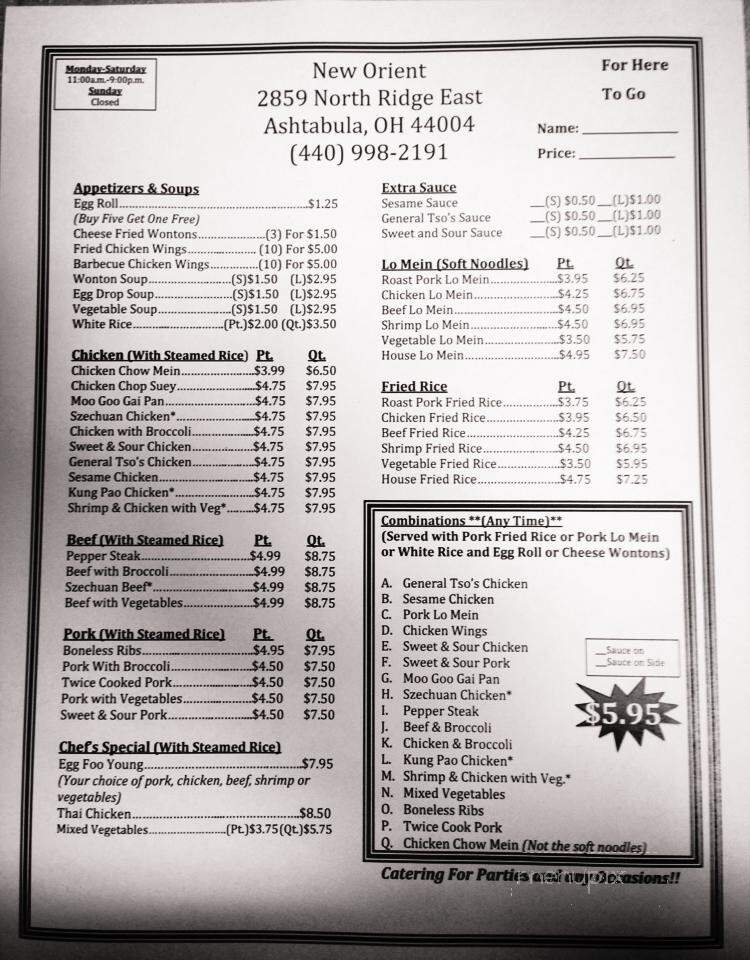 Monday-Saturday
11:00a.m.-9:00p.m.
Sunday
Closed
New Orient
2859 North Ridge East
Ashtabula, OH 44004
(440) 998-2191
For Here
To Go
Name: ___________
Price: ___________
Appetizers & Soups
Egg Roll....................$1.25
(Buy Five Get One Free)
Cheese Fried Wontons....................(3) For $1.50
Fried Chicken Wings....................(10) For $5.00
Barbecue Chicken Wings..............(10) For $5.00
Wonton Soup....................(S)$1.50 (L)$2.95
Egg Drop Soup....................(S)$1.50 (L)$2.95
Vegetable Soup....................(S)$1.50 (L)$2.95
White Rice....................(Pt.)$2.00 (Qt.)$3.50
Chicken (With Steamed Rice) Pt. Qt.
Chicken Chow Mein....................$3.99 $6.50
Chicken Chop Suey....................$4.75 $7.95
Moo Goo Gai Pan....................$4.75 $7.95
Szechuan Chicken*....................$4.75 $7.95
Chicken with Broccoli....................$4.75 $7.95
Sweet & Sour Chicken....................$4.75 $7.95
General Tso's Chicken....................$4.75 $7.95
Sesame Chicken....................$4.75 $7.95
Kung Pao Chicken*....................$4.75 $7.95
Shrimp & Chicken with Veg*........$4.75 $7.95
Beef (With Steamed Rice) Pt. Qt.
Pepper Steak....................$4.99 $8.75
Beef with Broccoli....................$4.99 $8.75
Szechuan Beef*....................$4.99 $8.75
Beef with Vegetables....................$4.99 $8.75
Pork (With Steamed Rice) Pt. Qt.
Boneless Ribs....................$4.95 $7.95
Pork With Broccoli....................$4.50 $7.50
Twice Cooked Pork....................$4.50 $7.50
Pork with Vegetables....................$4.50 $7.50
Sweet & Sour Pork....................$4.50 $7.50
Chef's Special (With Steamed Rice)
Egg Foo Young....................$7.95
(Your choice of pork, chicken, beef, shrimp or
vegetables)
Thai Chicken....................$8.50
Mixed Vegetables....................(Pt.)$3.75(Qt.)$5.75
Extra Sauce
Sesame Sauce __(S) $0.50 __(L)$1.00
General Tso's Sauce __(S) $0.50 __(L)$1.00
Sweet and Sour Sauce __(S) $0.50 __(L)$1.00
Lo Mein (Soft Noodles) Pt. Qt.
Roast Pork Lo Mein....................$3.95 $6.25
Chicken Lo Mein....................$4.25 $6.75
Beef Lo Mein....................$4.50 $6.95
Shrimp Lo Mein....................$4.50 $6.95
Vegetable Lo Mein....................$3.50 $5.75
House Lo Mein....................$4.95 $7.50
Fried Rice Pt. Qt.
Roast Pork Fried Rice....................$3.75 $6.25
Chicken Fried Rice....................$3.95 $6.50
Beef Fried Rice....................$4.25 $6.75
Shrimp Fried Rice....................$4.50 $6.95
Vegetable Fried Rice....................$3.50 $5.95
House Fried Rice....................$4.75 $7.25
Combinations **(Any Time)**
(Served with Pork Fried Rice or Pork Lo Mein
or White Rice and Egg Roll or Cheese Wontons)
A. General Tso's Chicken
B. Sesame Chicken
C. Pork Lo Mein
D. Chicken Wings
E. Sweet & Sour Chicken
F. Sweet & Sour Pork
G. Moo Goo Gai Pan
H. Szechuan Chicken*
I. Pepper Steak
J. Beef & Broccoli
K. Chicken & Broccoli
L. Kung Pao Chicken*
M. Shrimp & Chicken with Veg.*
N. Mixed Vegetables
O. Boneless Ribs
P. Twice Cook Pork
Q. Chicken Chow Mein (Not the soft noodles)
__Sauce on
__Sauce on Side
$5.95
Catering For Parties and any Occasions!!